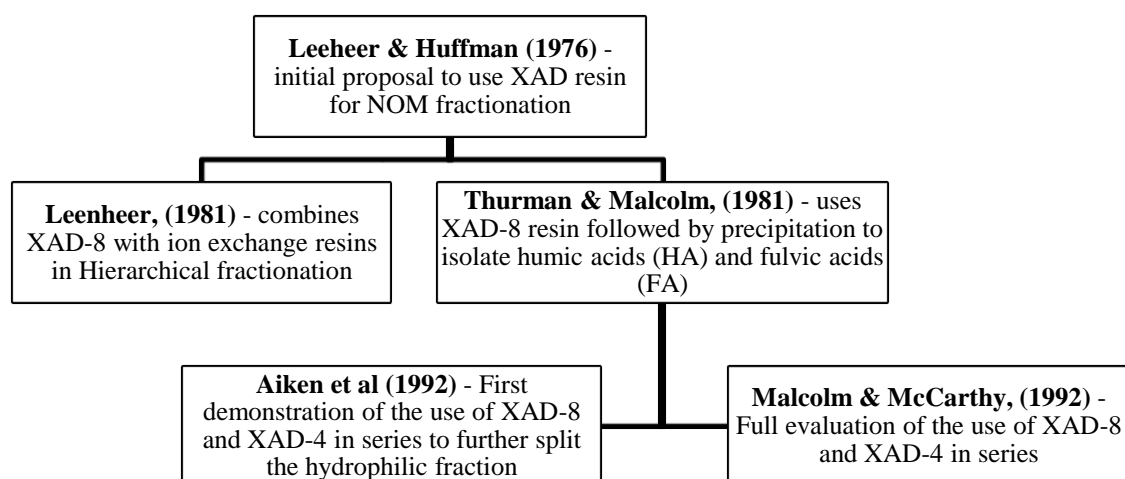 Leeheer & Huffman (1976) -
initial proposal to use XAD resin
for NOM fractionation
Leenheer, (1981) - combines
XAD-8 with ion exchange resins
in Hierarchical fractionation
Thurman & Malcolm, (1981) - uses
XAD-8 resin followed by precipitation to
isolate humic acids (HA) and fulvic acids
(FA)
Aiken et al (1992) - First
demonstration of the use of XAD-8
and XAD-4 in series to further split
the hydrophilic fraction
Malcolm & McCarthy, (1992) -
Full evaluation of the use of XAD-8
and XAD-4 in series